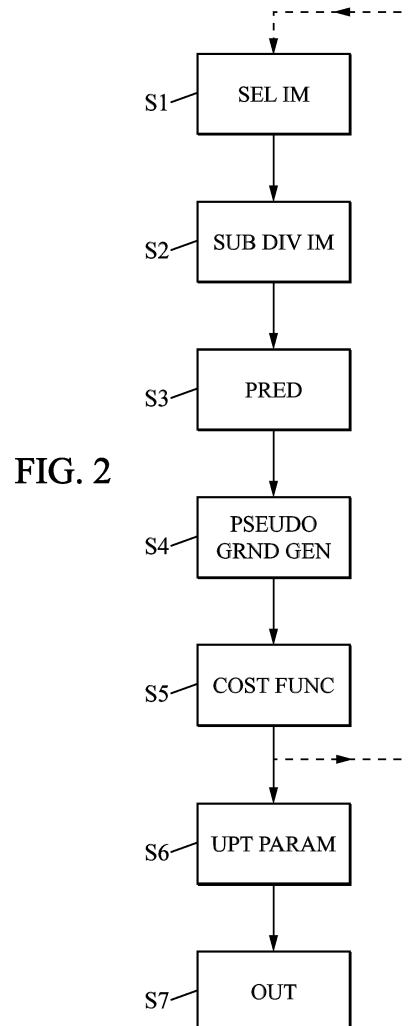 S1
SEL IM
S2
SUB DIV IM
S3
PRED
FIG. 2
S4
PSEUDO
GRND GEN
S5
COST FUNC
S6
UPT PARAM
S7
OUT